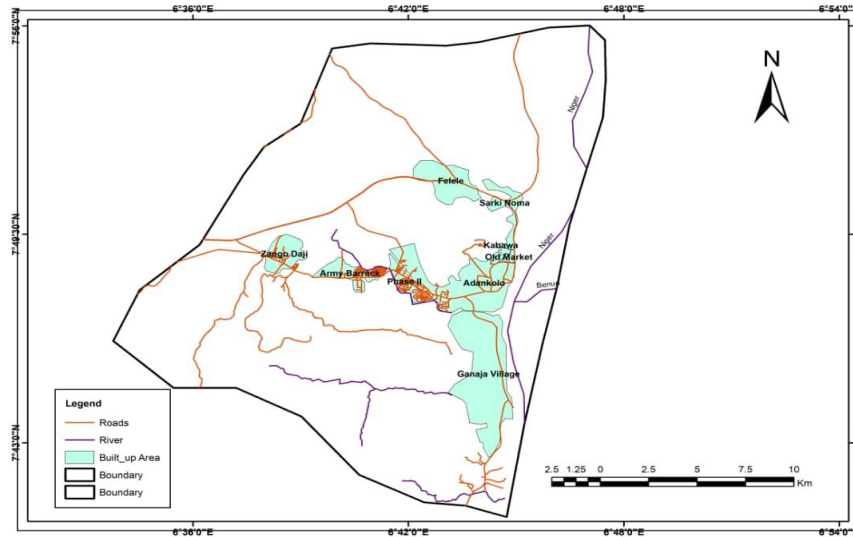 6°36'0"E 6°42'0"E 6°48'0"E 6°54'0"E
7°56'0"N
N
Niger
Felele
Sarki Noma
7°49'30"N
Kabawa
Niger
Zango Daji
Old Market
Army Barrack
Phase II
Adankolo
Benue
Ganaja Village
Legend
Roads
River
Built_up Area
Boundary
Boundary
7°43'0"N
2.5 1.25 0 2.5 5 7.5 10
Km
6°36'0"E 6°42'0"E 6°48'0"E 6°54'0"E